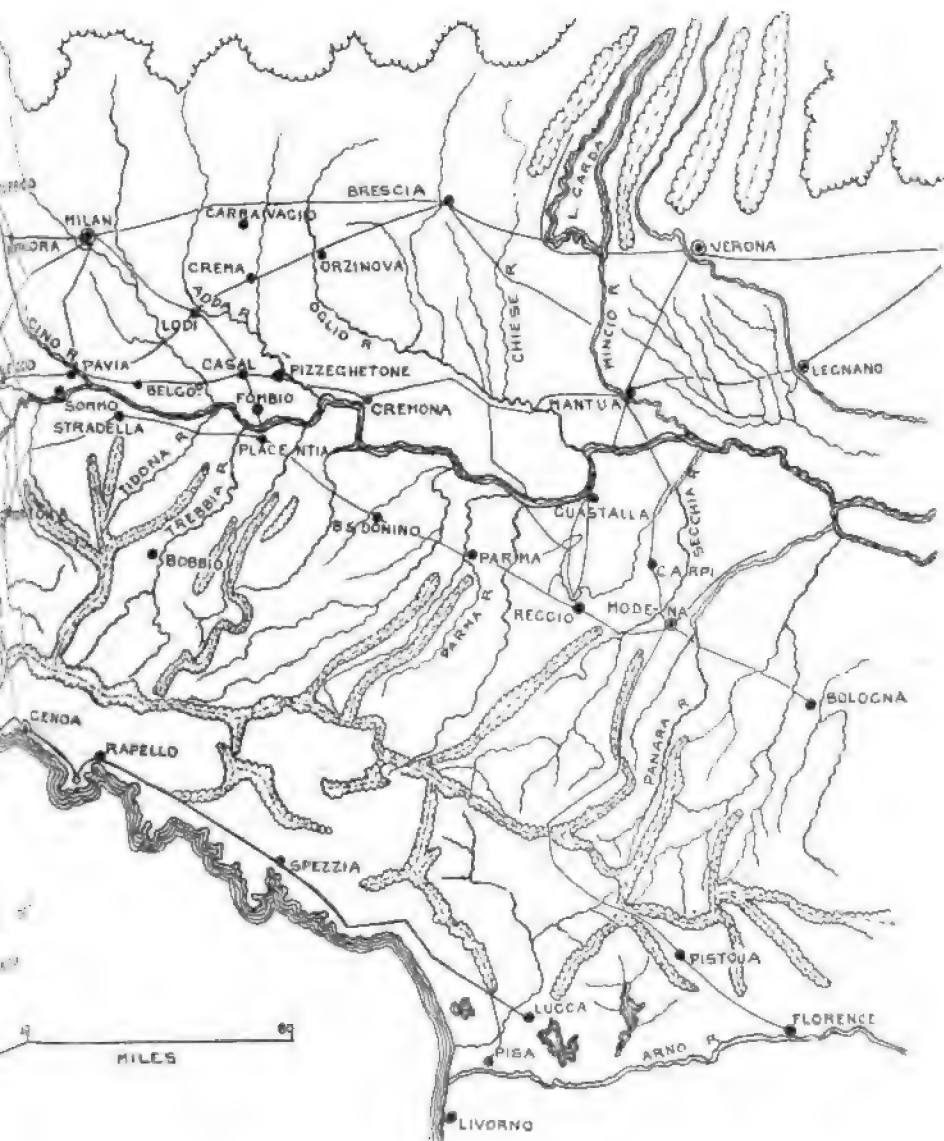 L. GARDA
BRESCIA
MILAN
CARRAVAGIO
VERONA
ORZINOVA
CREMA
ADDA R
LODI
OGLIO R
CHIESE R
MINCIO R
CINO R
PAVIA
BELGO.
CASAL
PIZZEGHETONE
LEGNANO
SOMMO
FOMBIO
CREMONA
MANTUA
STRADELLA
PLACENTIA
TIDONA R
TREBBIA R
B.S. DONINO
GUASTALLA
SECCHIA R
BOBBIO
PARMA
CARPI
PARMA R
REGGIO
MODENA
BOLOGNA
PANARA R
GENOA
RAPELLO
SPEZZIA
PISTOJA
LUCCA
FLORENCE
PISA
ARNO R
MILES
LIVORNO